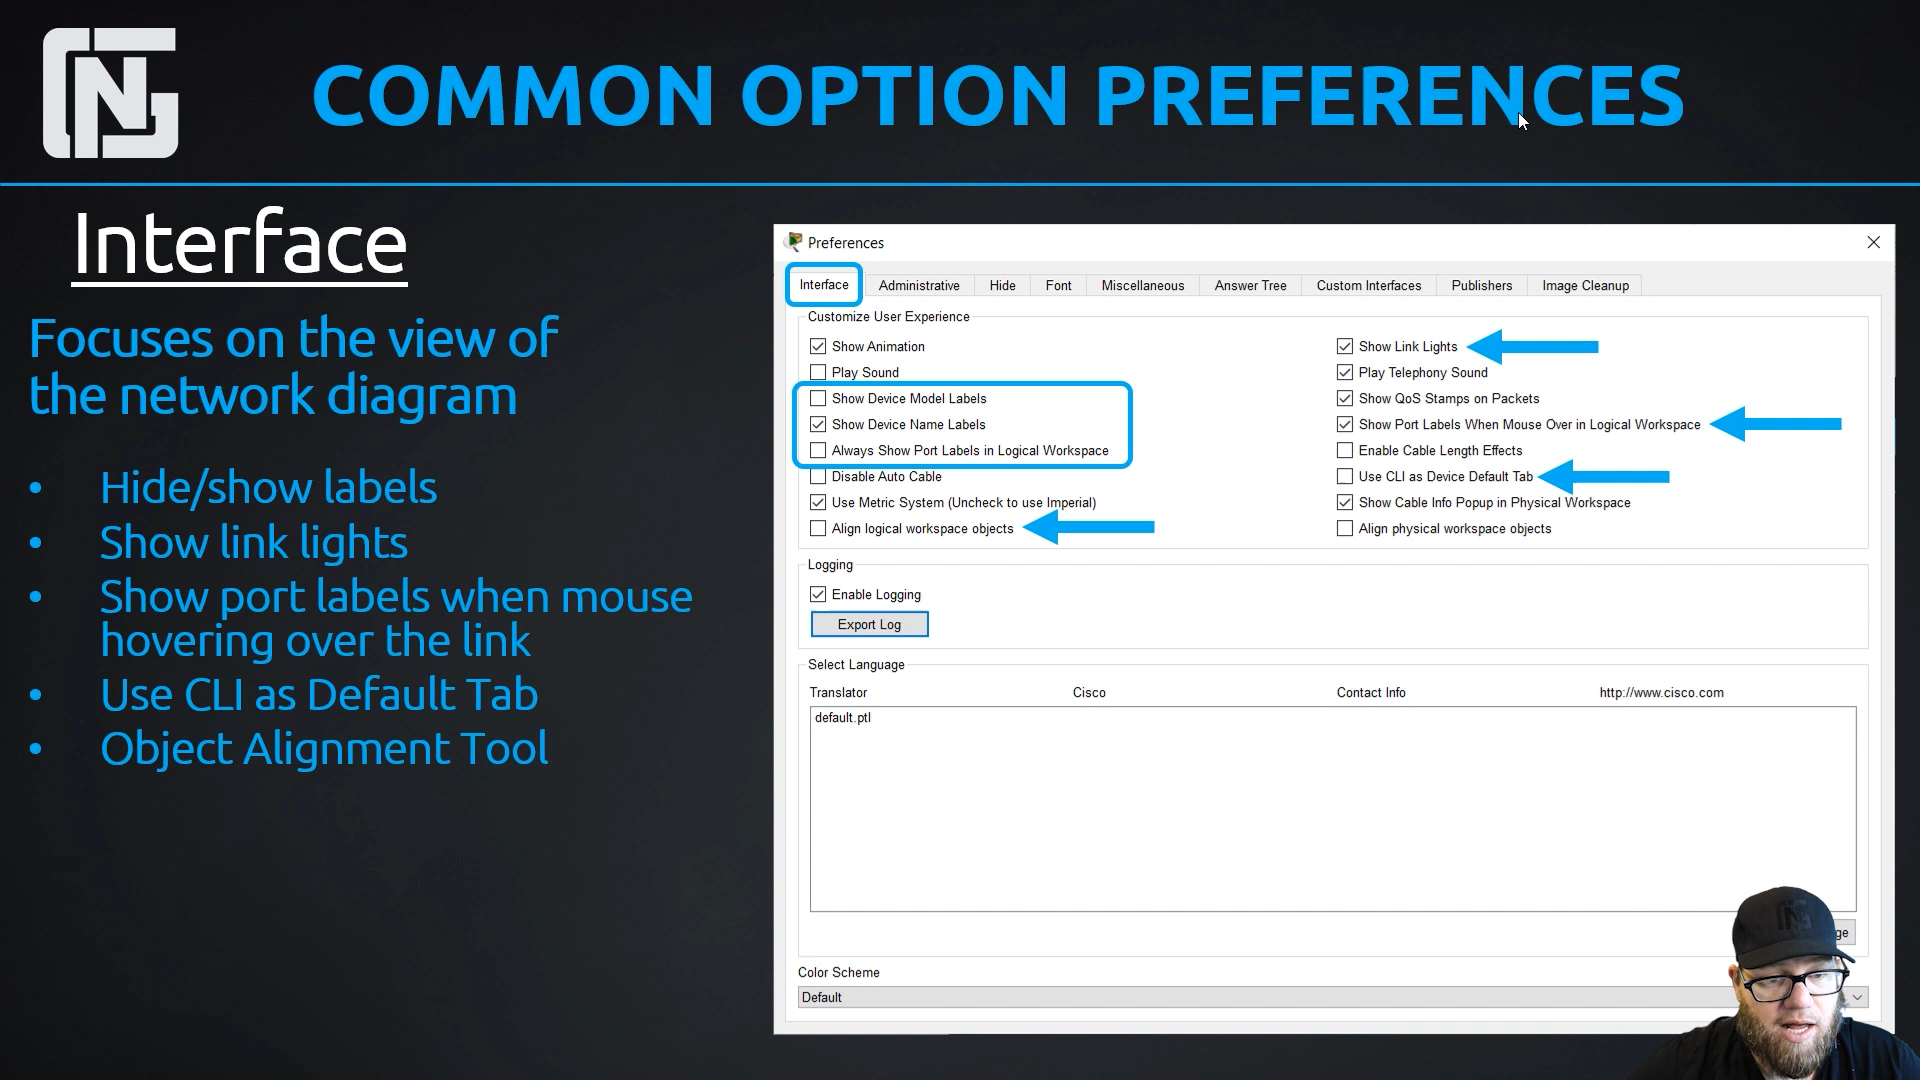 NG
COMMON OPTION PREFERENCES
Interface
Focuses on the view of
the network diagram
• Hide/show labels
• Show link lights
• Show port labels when mouse
hovering over the link
• Use CLI as Default Tab
• Object Alignment Tool
Preferences
Interface Administrative Hide Font Miscellaneous Answer Tree Custom Interfaces Publishers Image Cleanup
Customize User Experience
Show Animation
Play Sound
Show Device Model Labels
Show Device Name Labels
Always Show Port Labels in Logical Workspace
Disable Auto Cable
Use Metric System (Uncheck to use Imperial)
Align logical workspace objects
Show Link Lights
Play Telephony Sound
Show QoS Stamps on Packets
Show Port Labels When Mouse Over in Logical Workspace
Enable Cable Length Effects
Use CLI as Device Default Tab
Show Cable Info Popup in Physical Workspace
Align physical workspace objects
Logging
Enable Logging
Export Log
Select Language
Translator Cisco Contact Info http://www.cisco.com
default.ptl
ge
Color Scheme
Default